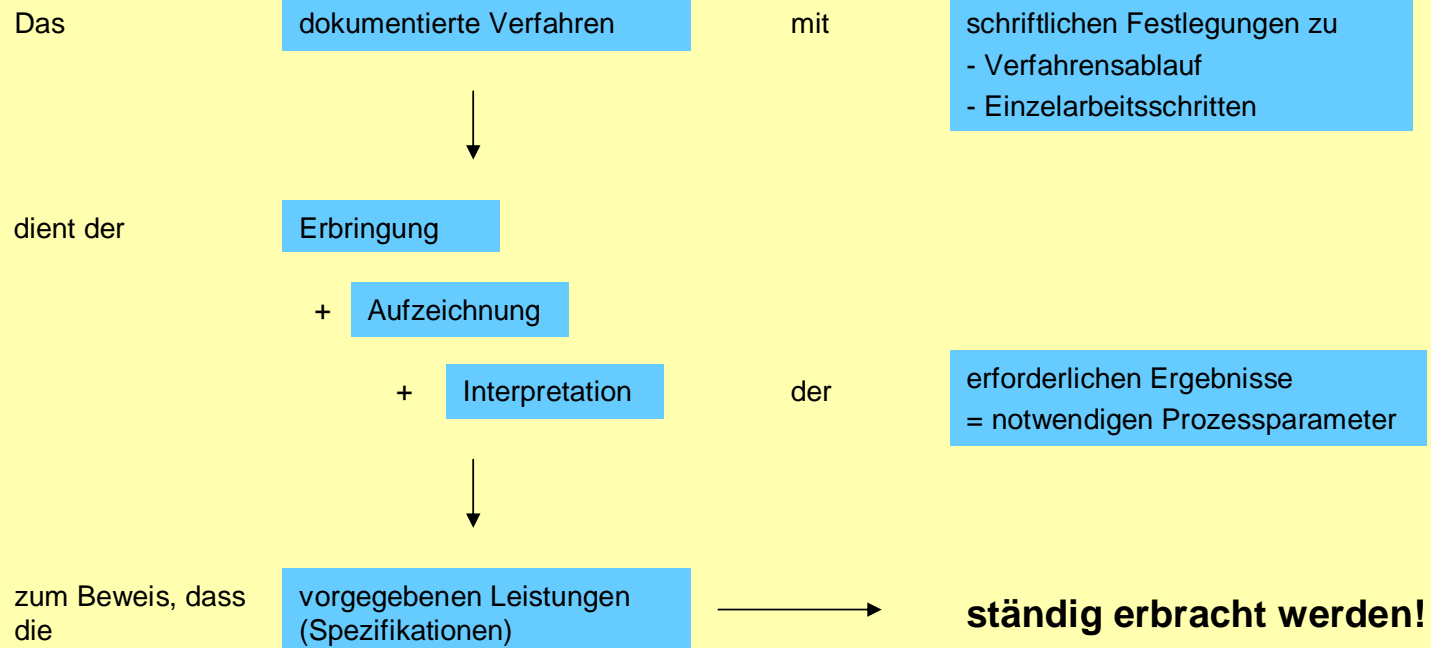 Das dokumentierte Verfahren mit schriftlichen Festlegungen zu
- Verfahrensablauf
- Einzelarbeitsschritten
dient der Erbringung
+ Aufzeichnung
+ Interpretation der erforderlichen Ergebnisse
= notwendigen Prozessparameter
zum Beweis, dass
die
vorgegebenen Leistungen
(Spezifikationen)
ständig erbracht werden!